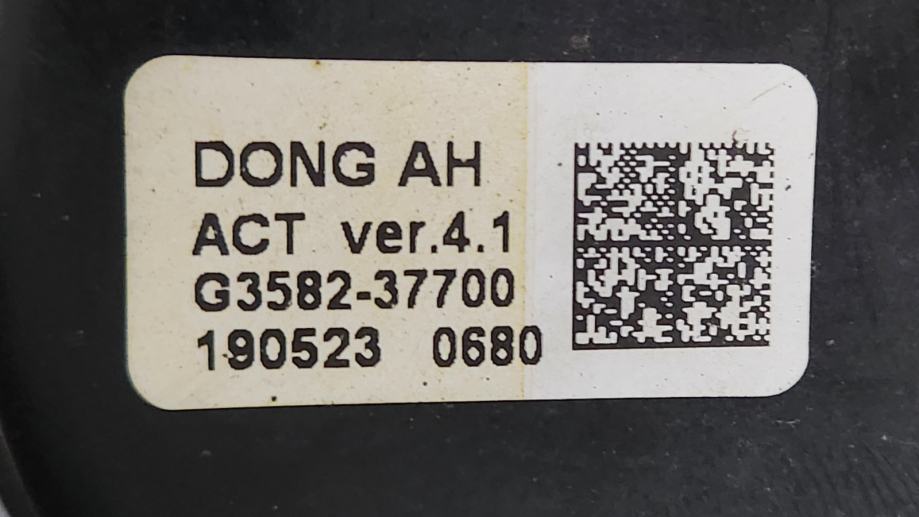 DONG AH
ACT ver.4.1
G3582-37700
190523 0680